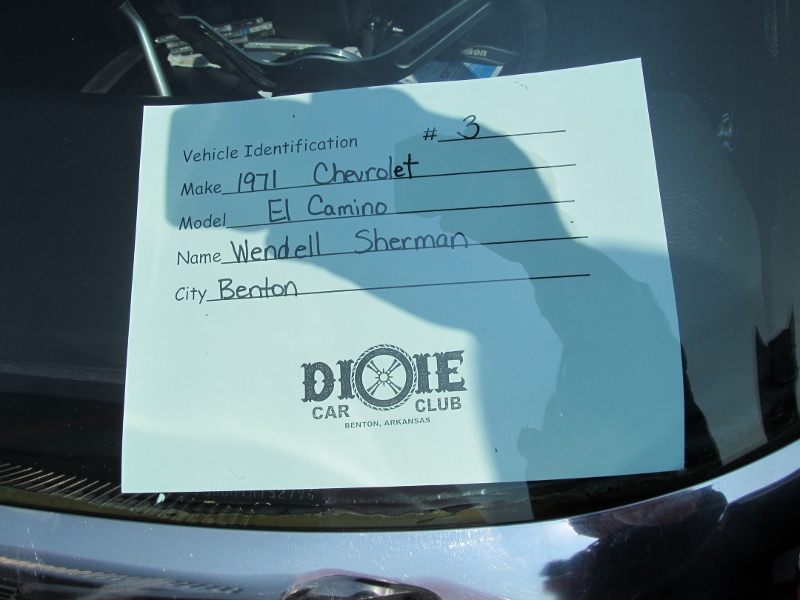 Nikon
Vehicle Identification # 3
Make 1971 Chevrolet
Model El Camino
Name Wendell Sherman
City Benton
DIXIE
CAR CLUB
BENTON, ARKANSAS